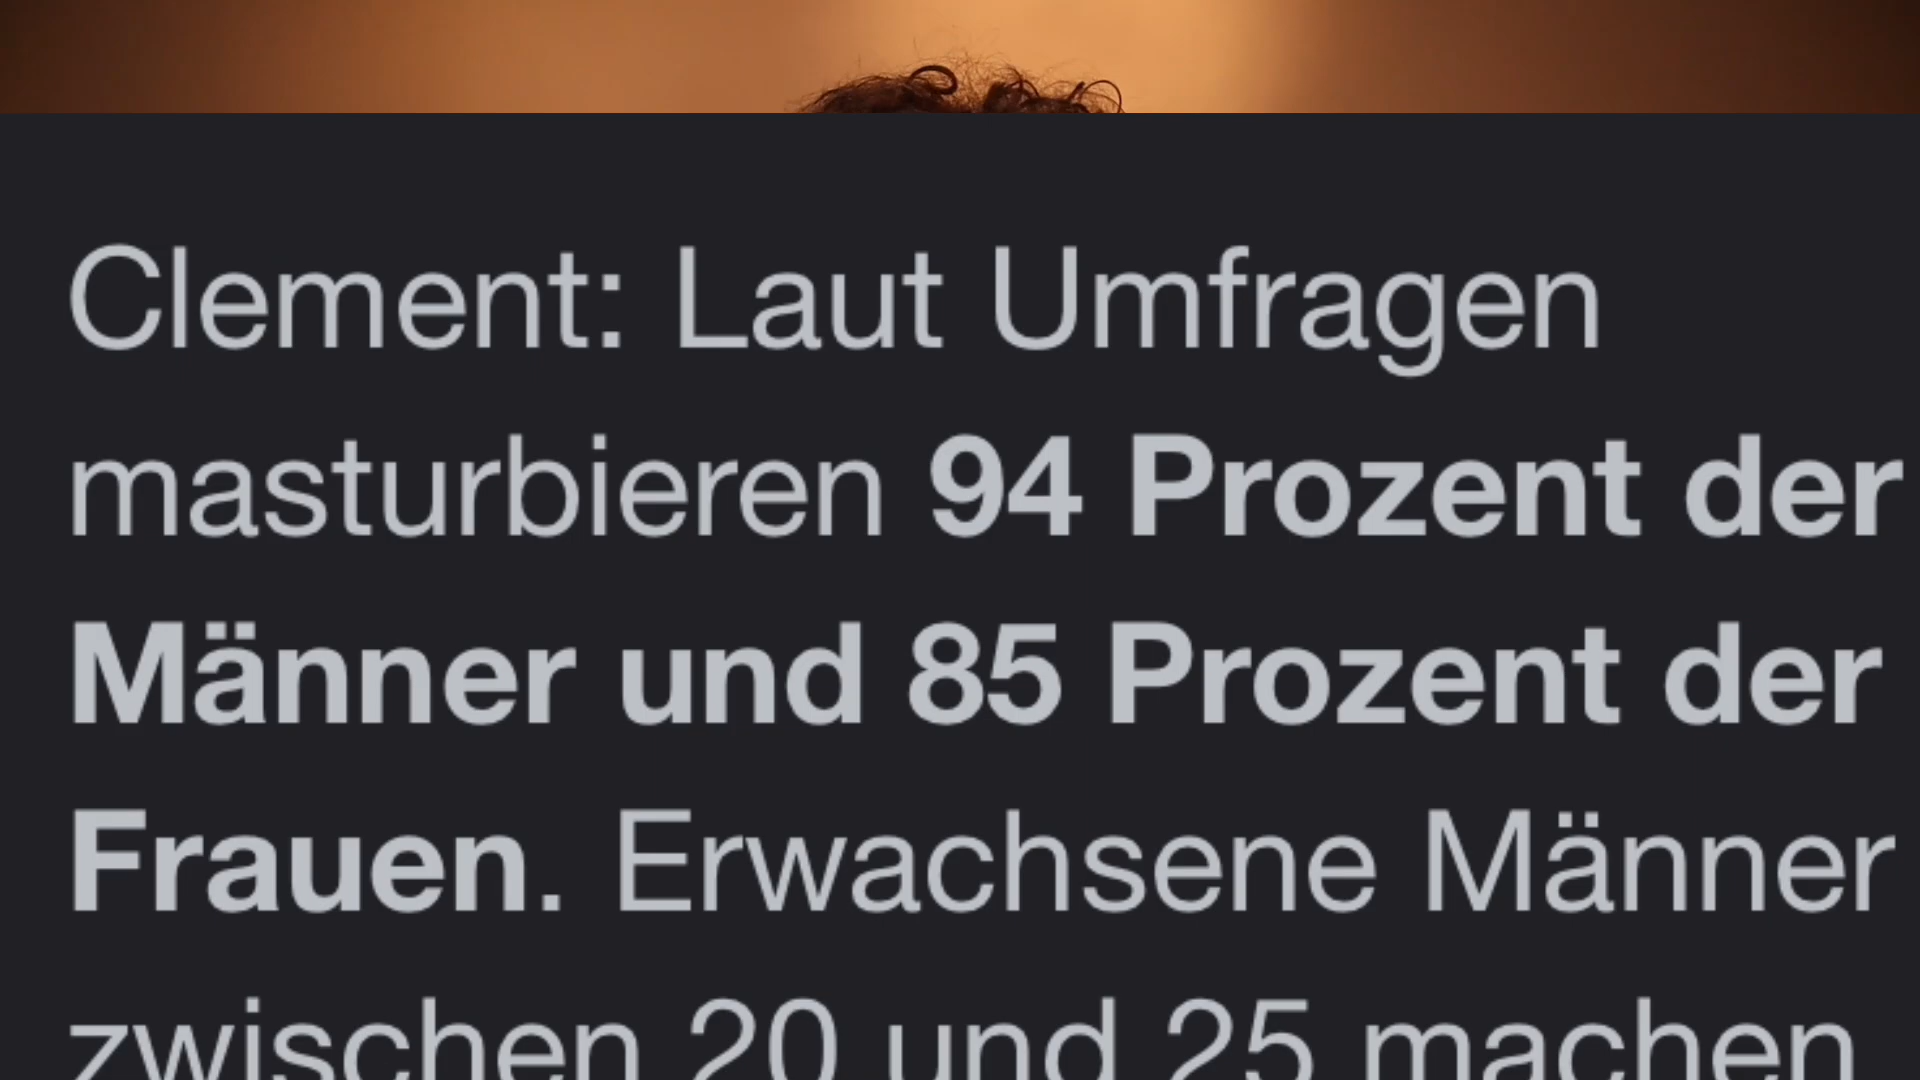 Clement: Laut Umfragen
masturbieren 94 Prozent der
Männer und 85 Prozent der
Frauen. Erwachsene Männer
zwischen 20 und 25 machen